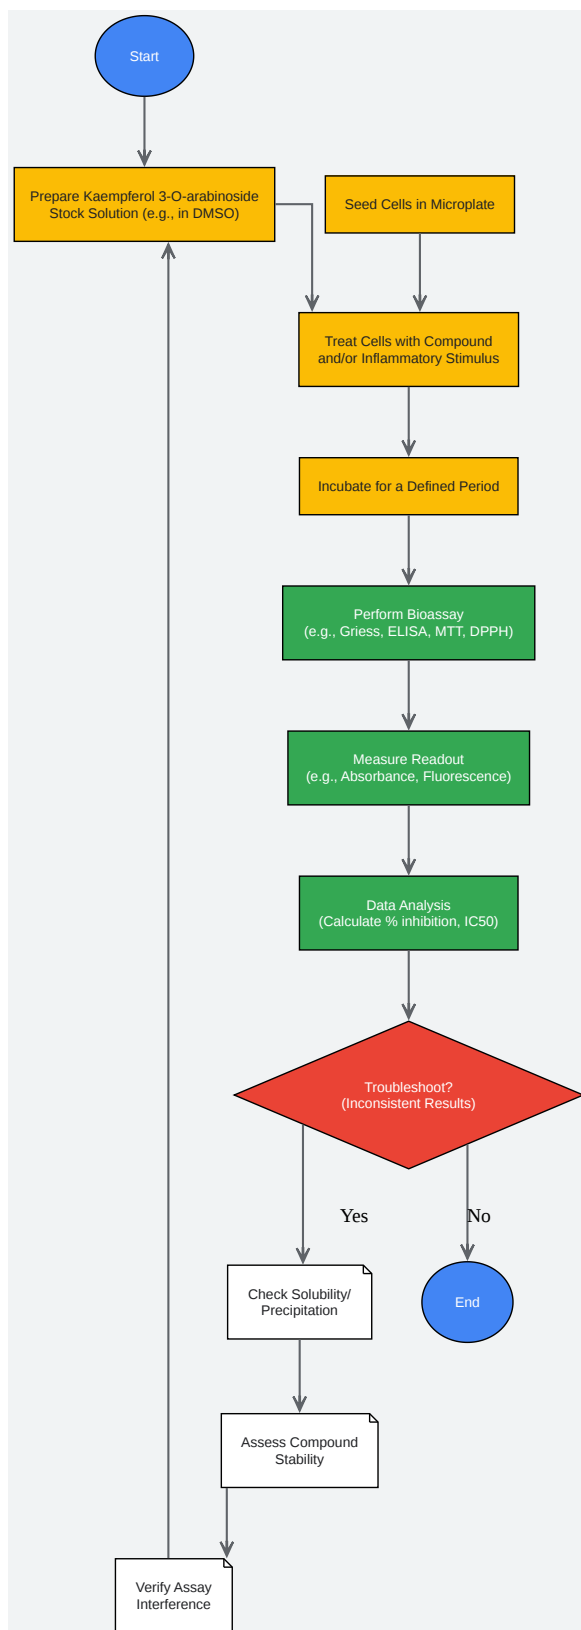 Start
Prepare Kaempferol 3-O-arabinoside
Stock Solution (e.g., in DMSO)
Seed Cells in Microplate
Treat Cells with Compound
and/or Inflammatory Stimulus
Incubate for a Defined Period
Perform Bioassay
(e.g., Griess, ELISA, MTT, DPPH)
Measure Readout
(e.g., Absorbance, Fluorescence)
Data Analysis
(Calculate % inhibition, IC50)
Troubleshoot?
(Inconsistent Results)
Yes
No
Check Solubility/
Precipitation
End
Assess Compound
Stability
Verify Assay
Interference